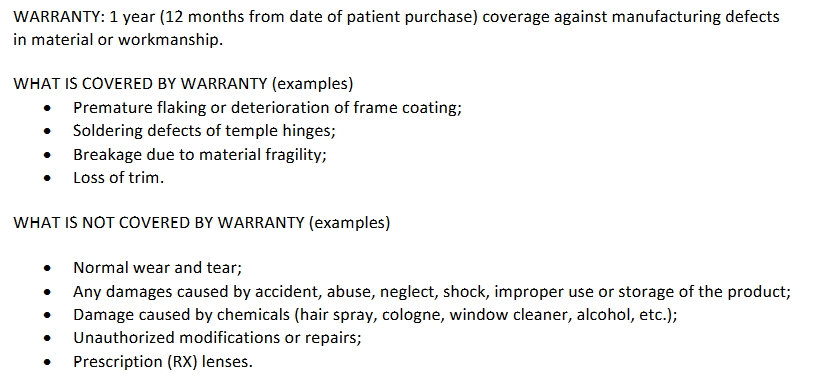 WARRANTY: 1 year (12 months from date of patient purchase) coverage against manufacturing defects
in material or workmanship.
WHAT IS COVERED BY WARRANTY (examples)
• Premature flaking or deterioration of frame coating;
• Soldering defects of temple hinges;
• Breakage due to material fragility;
• Loss of trim.
WHAT IS NOT COVERED BY WARRANTY (examples)
• Normal wear and tear;
• Any damages caused by accident, abuse, neglect, shock, improper use or storage of the product;
• Damage caused by chemicals (hair spray, cologne, window cleaner, alcohol, etc.);
• Unauthorized modifications or repairs;
• Prescription (RX) lenses.